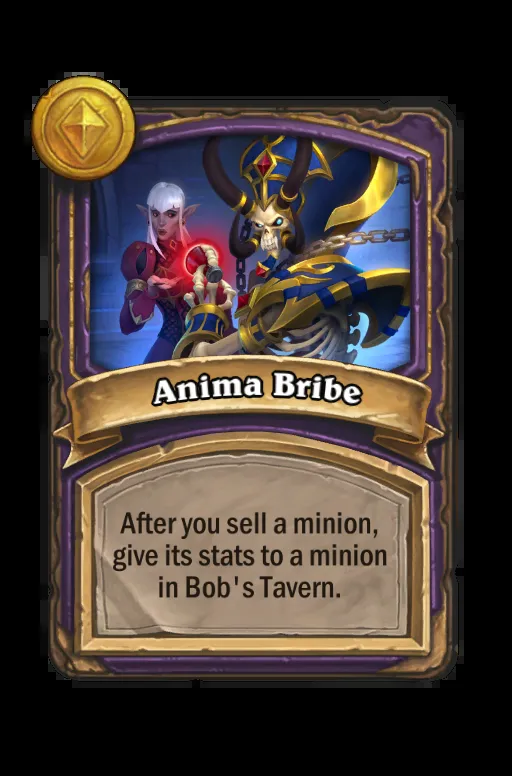 Anima Bribe
After you sell a minion,
give its stats to a minion
in Bob's Tavern.